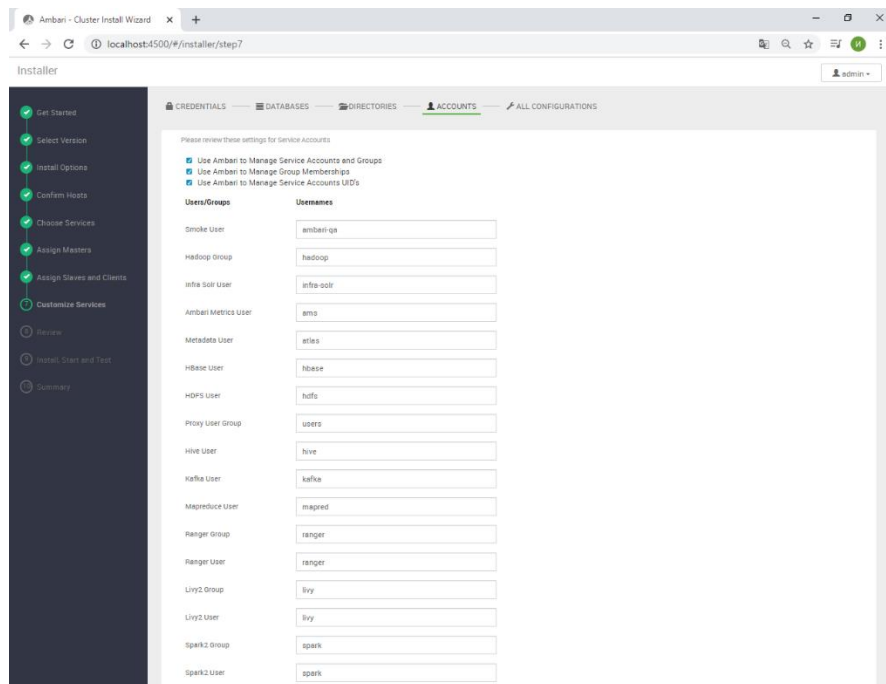 Ambari - Cluster Install Wizard
localhost:4500/#/installer/step7
И
Installer
admin
Get Started
Select Version
Install Options
Confirm Hosts
Choose Services
Assign Masters
Assign Slaves and Clients
7 Customize Services
8 Review
9 Install, Start and Test
10 Summary
CREDENTIALS DATABASES DIRECTORIES ACCOUNTS ALL CONFIGURATIONS
Please review these settings for Service Accounts
Use Ambari to Manage Service Accounts and Groups
Use Ambari to Manage Group Memberships
Use Ambari to Manage Service Accounts UID's
Users/Groups Usernames
Smoke User ambari-qa
Hadoop Group hadoop
Infra Solr User infra-solr
Ambari Metrics User ams
Metadata User atlas
HBase User hbase
HDFS User hdfs
Proxy User Group users
Hive User hive
Kafka User kafka
Mapreduce User mapred
Ranger Group ranger
Ranger User ranger
Livy2 Group livy
Livy2 User livy
Spark2 Group spark
Spark2 User spark